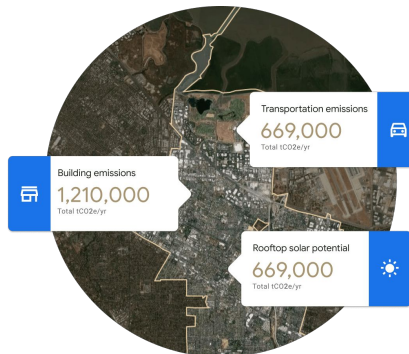 Transportation emissions
669,000
Total tCO2e/yr
Building emissions
1,210,000
Total tCO2e/yr
Rooftop solar potential
669,000
Total tCO2e/yr